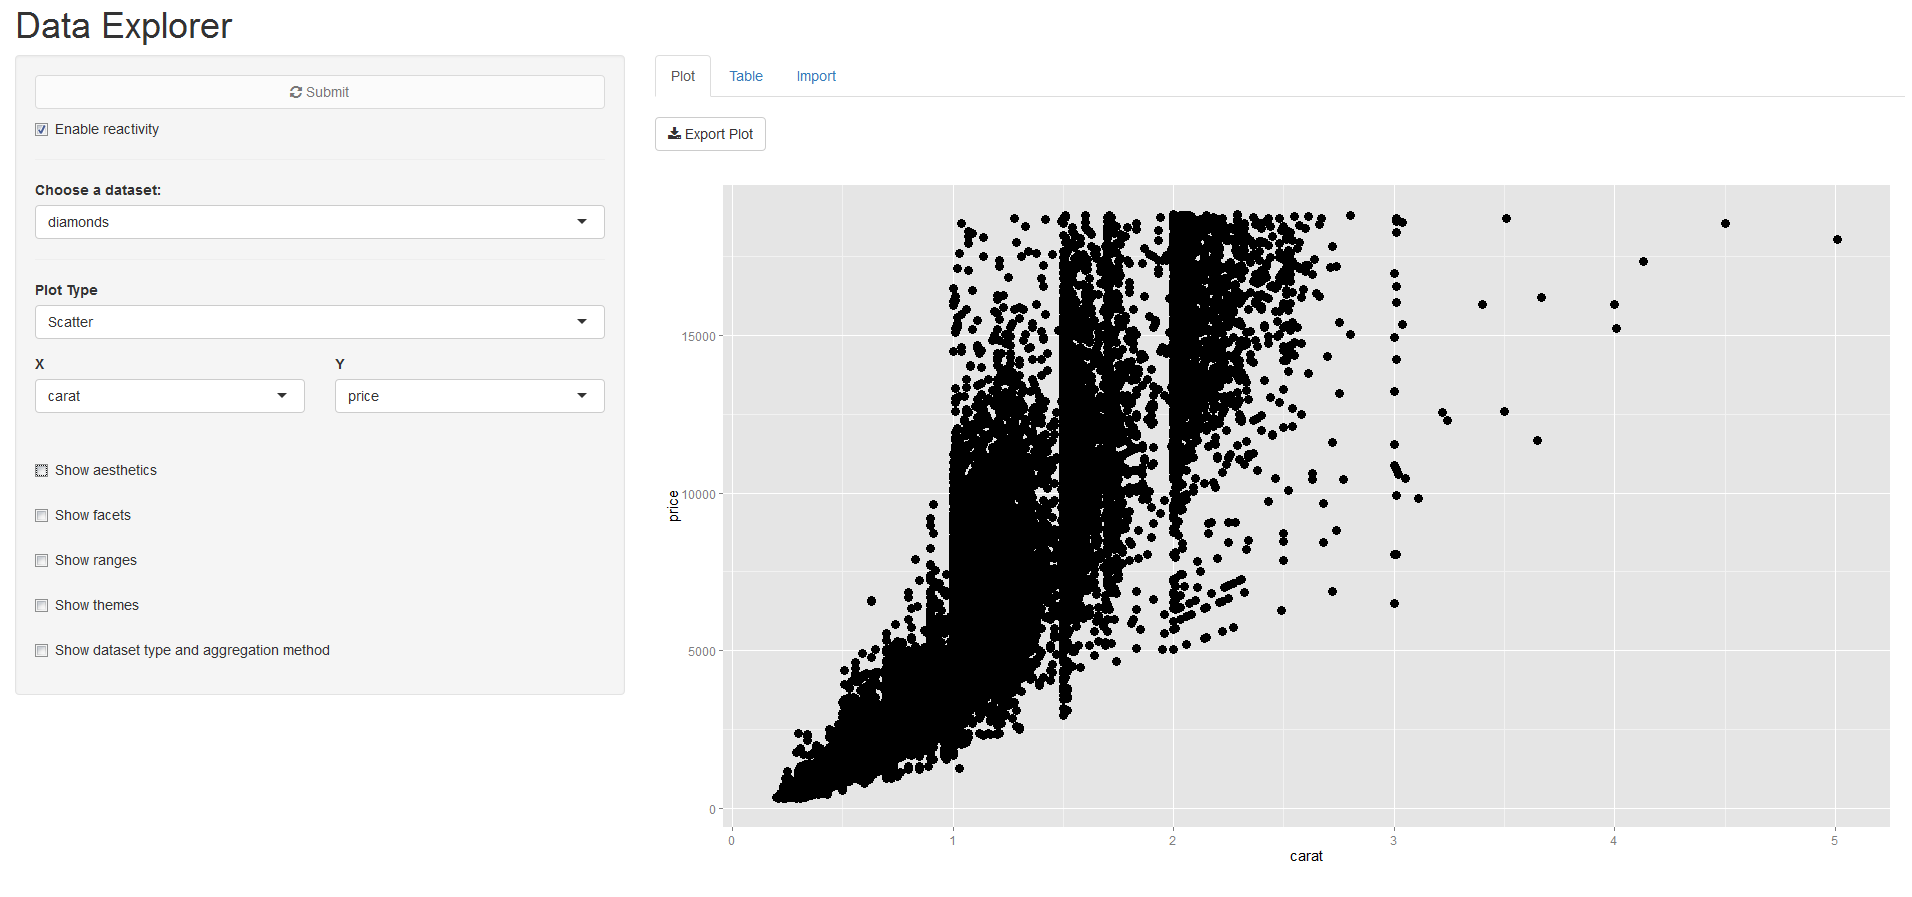 Data Explorer
Submit
Enable reactivity
Choose a dataset:
diamonds
Plot Type
Scatter
X
Y
carat
price
Show aesthetics
Show facets
Show ranges
Show themes
Show dataset type and aggregation method
Plot
Table
Import
Export Plot
price
15000
10000
5000
0
0
1
2
3
4
5
carat